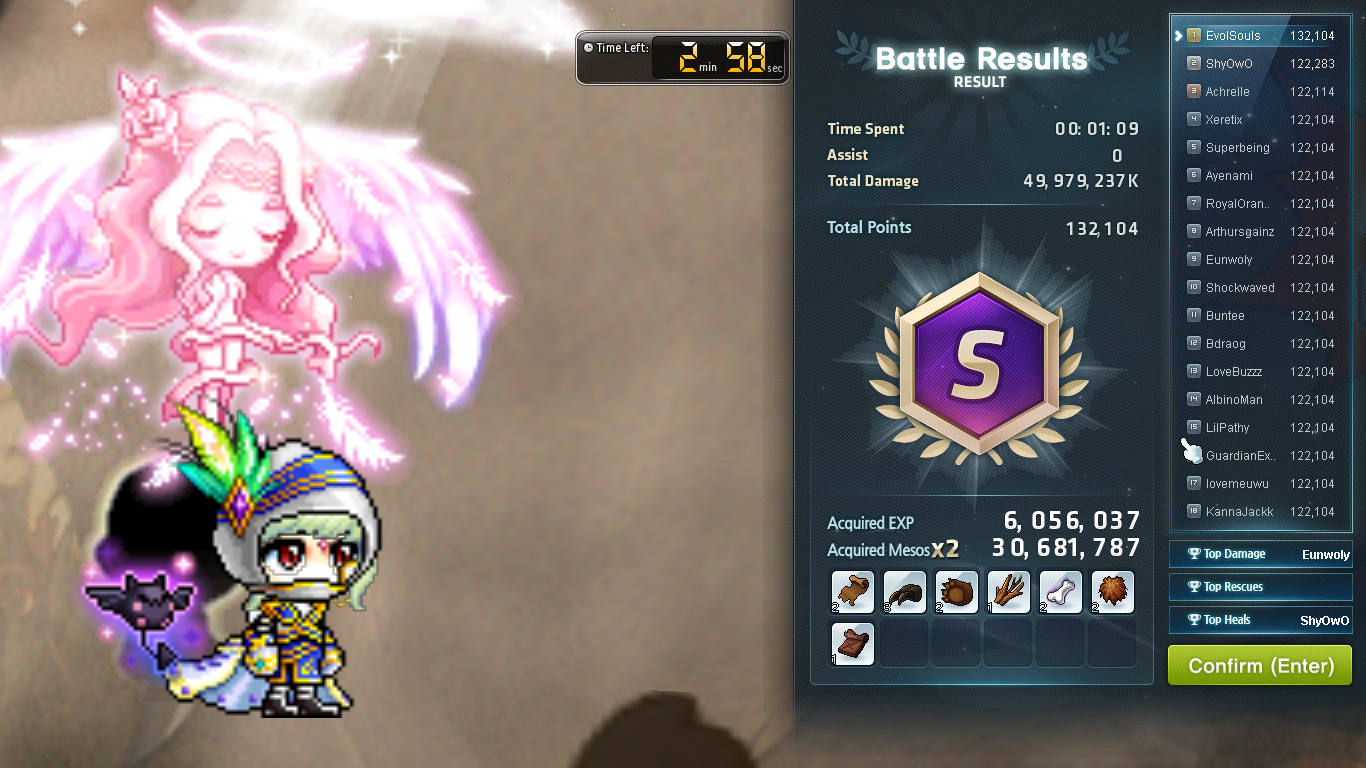 Time Left: 2 min 58 sec
Battle Results
RESULT
Time Spent 00:01:09
Assist 0
Total Damage 49,979,237K
Total Points 132,104
S
Acquired EXP 6,056,037
Acquired Mesos x2 30,681,787
2 2 1 2 2
1
1 EvolSouls 132,104
2 ShyOwO 122,283
3 Achrelle 122,114
4 Xeretix 122,104
5 Superbeing 122,104
6 Ayenami 122,104
7 RoyalOran.. 122,104
8 Arthursgainz 122,104
9 Eunwoly 122,104
10 Shockwaved 122,104
11 Buntee 122,104
12 Bdraog 122,104
13 LoveBuzzz 122,104
14 AlbinoMan 122,104
15 LilPathy 122,104
GuardianEx.. 122,104
17 lovemeuwu 122,104
18 KannaJackk 122,104
Top Damage Eunwoly
Top Rescues
Top Heals ShyOwO
Confirm (Enter)